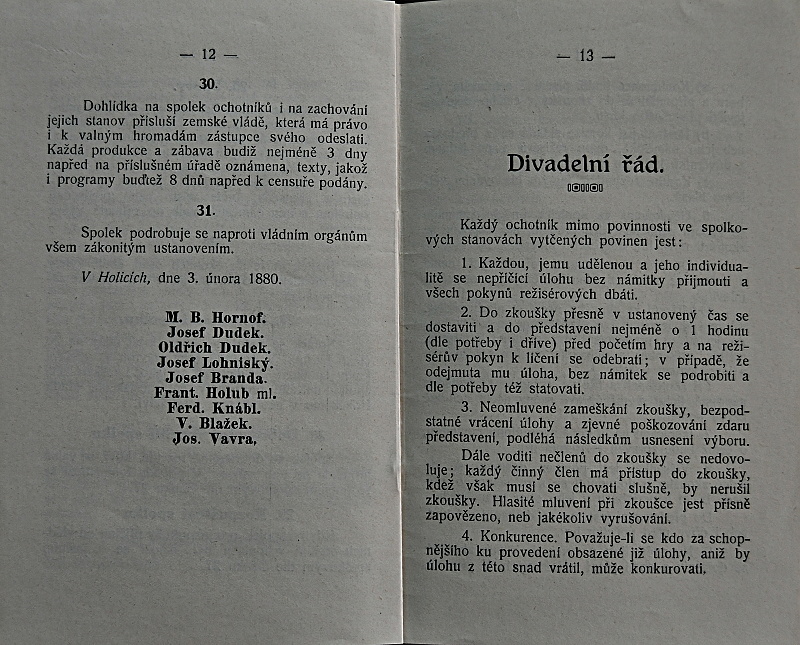 — 12 —
30.
Dohlídka na spolek ochotníků i na zachování
jejich stanov přísluší zemské vládě, která má právo
i k valným hromadám zástupce svého odeslati.
Každá produkce a zábava budiž nejméně 3 dny
napřed na příslušném úřadě oznámena, texty, jakož
i programy buďtež 8 dnů napřed k censuře podány.
31.
Spolek podrobuje se naproti vládním orgánům
všem zákonitým ustanovením.
V Holicích, dne 3. února 1880.
M. B. Hornof.
Josef Dudek.
Oldřich Dudek.
Josef Lohniský.
Josef Branda.
Frant. Holub ml.
Ferd. Knábl.
V. Blažek.
Jos. Vavra,
— 13 —
Divadelní řád.
Každý ochotník mimo povinnosti ve spolko-
vých stanovách vytčených povinen jest:
1. Každou, jemu udělenou a jeho individua-
litě se nepříčící úlohu bez námitky přijmouti a
všech pokynů režisérových dbáti.
2. Do zkoušky přesně v ustanovený čas se
dostaviti a do představení nejméně o 1 hodinu
(dle potřeby i dříve) před početím hry a na reži-
sérův pokyn k líčení se odebrati; v případě, že
odejmuta mu úloha, bez námitek se podrobiti a
dle potřeby též statovati.
3. Neomluvené zameškání zkoušky, bezpod-
statné vrácení úlohy a zjevné poškozování zdaru
představení, podléhá následkům usnesení výboru.
Dále voditi nečlenů do zkoušky se nedovo-
luje; každý činný člen má přístup do zkoušky,
kdež však musí se chovati slušně, by nerušil
zkoušky. Hlasité mluvení při zkoušce jest přísně
zapovězeno, neb jakékoliv vyrušování.
4. Konkurence. Považuje-li se kdo za schop-
nějšího ku provedení obsazené již úlohy, aniž by
úlohu z této snad vrátil, může konkurovati.